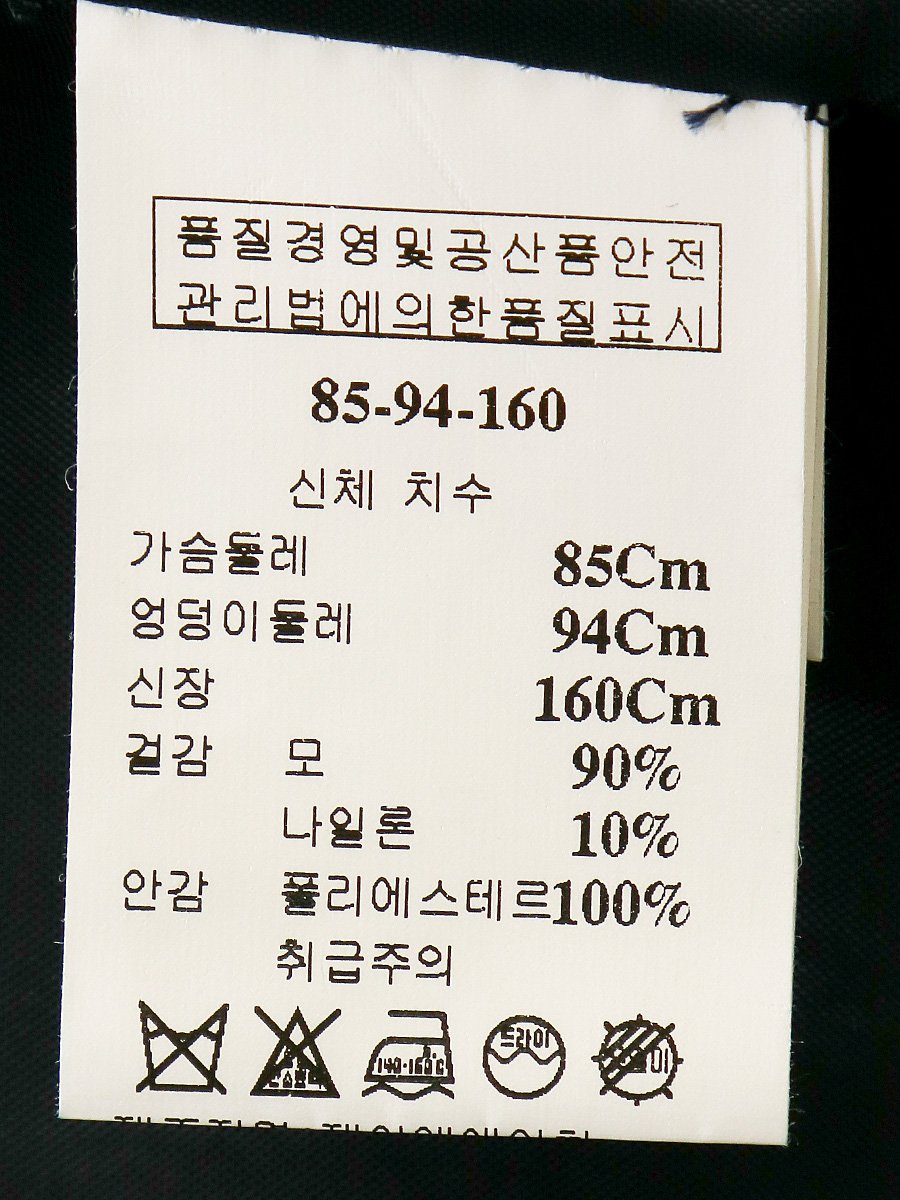 품질경영및공산품안전
관리법에의한품질표시
85-94-160
신체 치수
가슴둘레 85Cm
엉덩이둘레 94Cm
신장 160Cm
겉감 모 90%
나일론 10%
안감 폴리에스테르100%
취급주의
140-160℃ 드라이